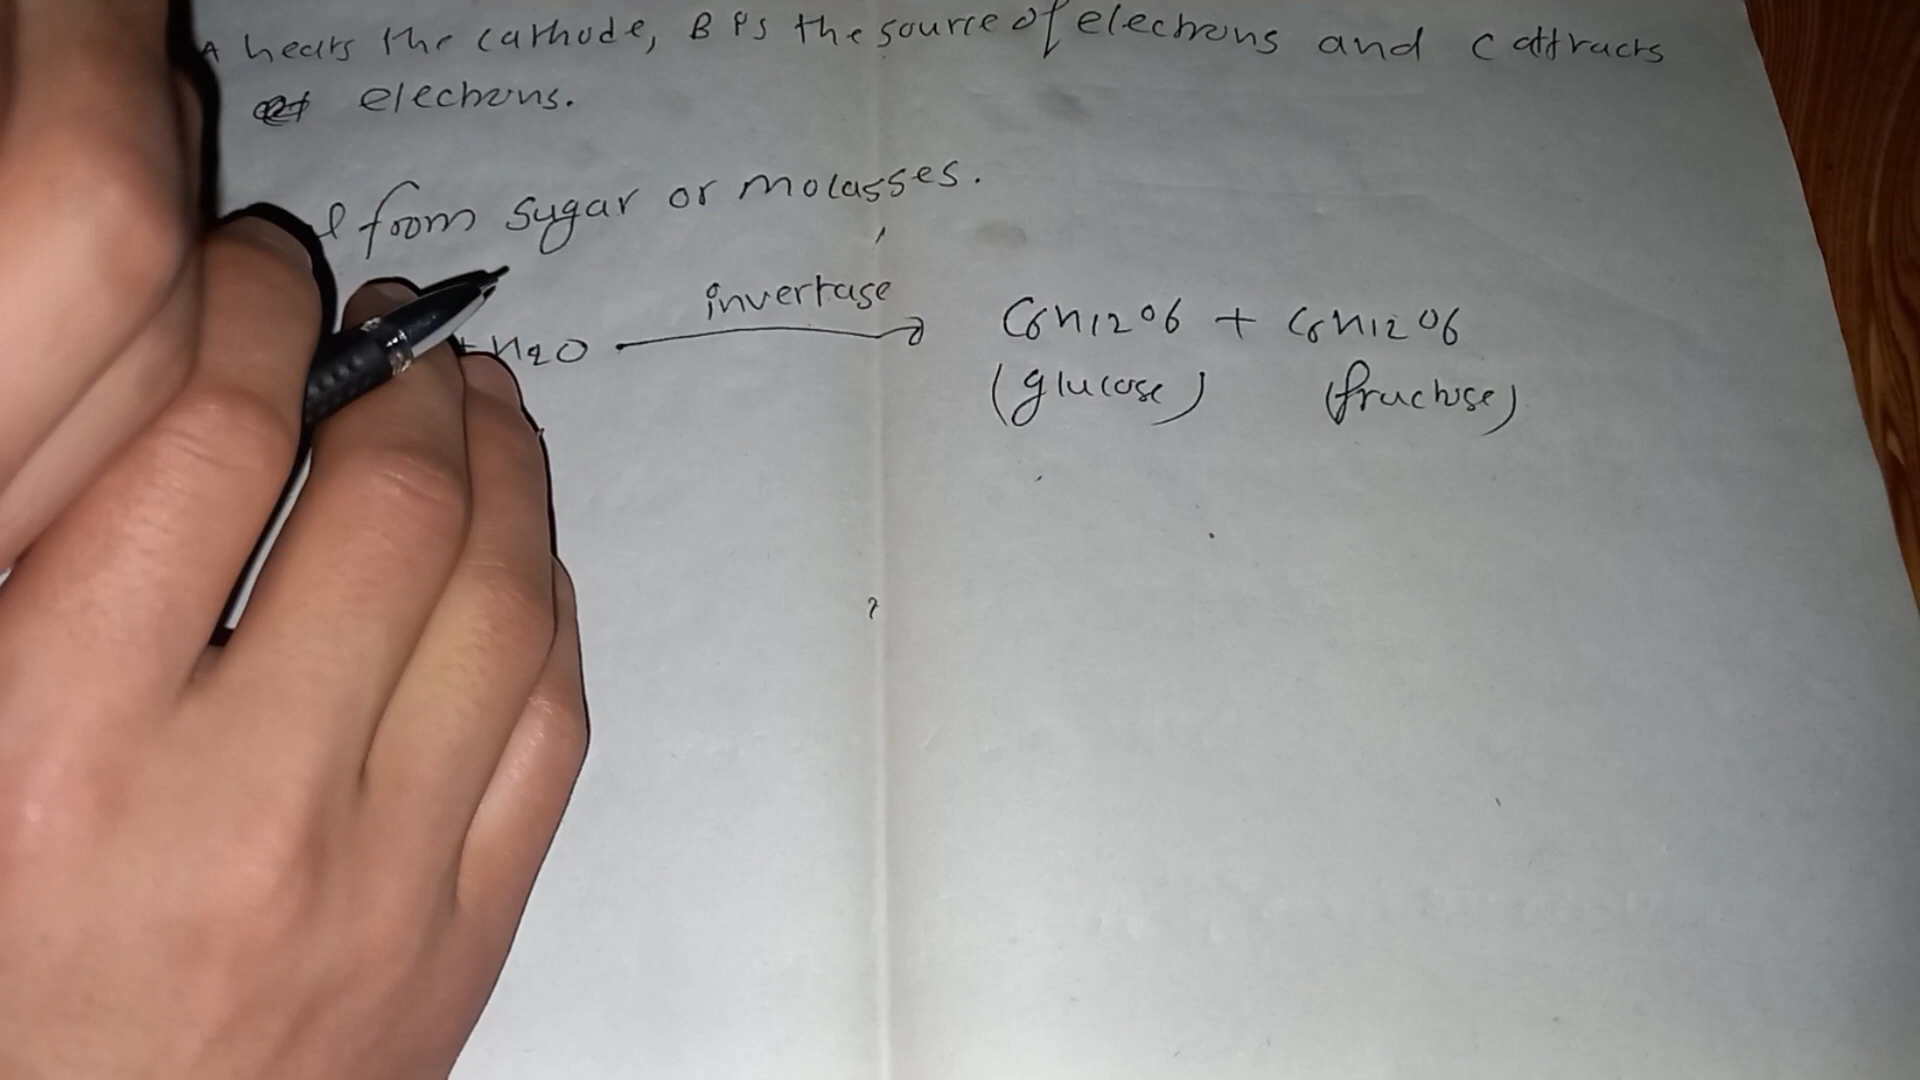 A heats the cathode, B is the source of electrons and C attracts
electrons.
from sugar or molasses.
invertase
+ H2O → C6H12O6 + C6H12O6
(glucose) (fructose)